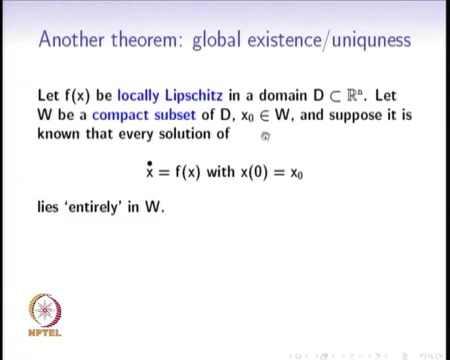 Another theorem: global existence/uniquness
Let f(x) be locally Lipschitz in a domain D ⊂ ℝⁿ. Let
W be a compact subset of D, x₀ ∈ W, and suppose it is
known that every solution of
ẋ = f(x) with x(0) = x₀
lies 'entirely' in W.
NPTEL